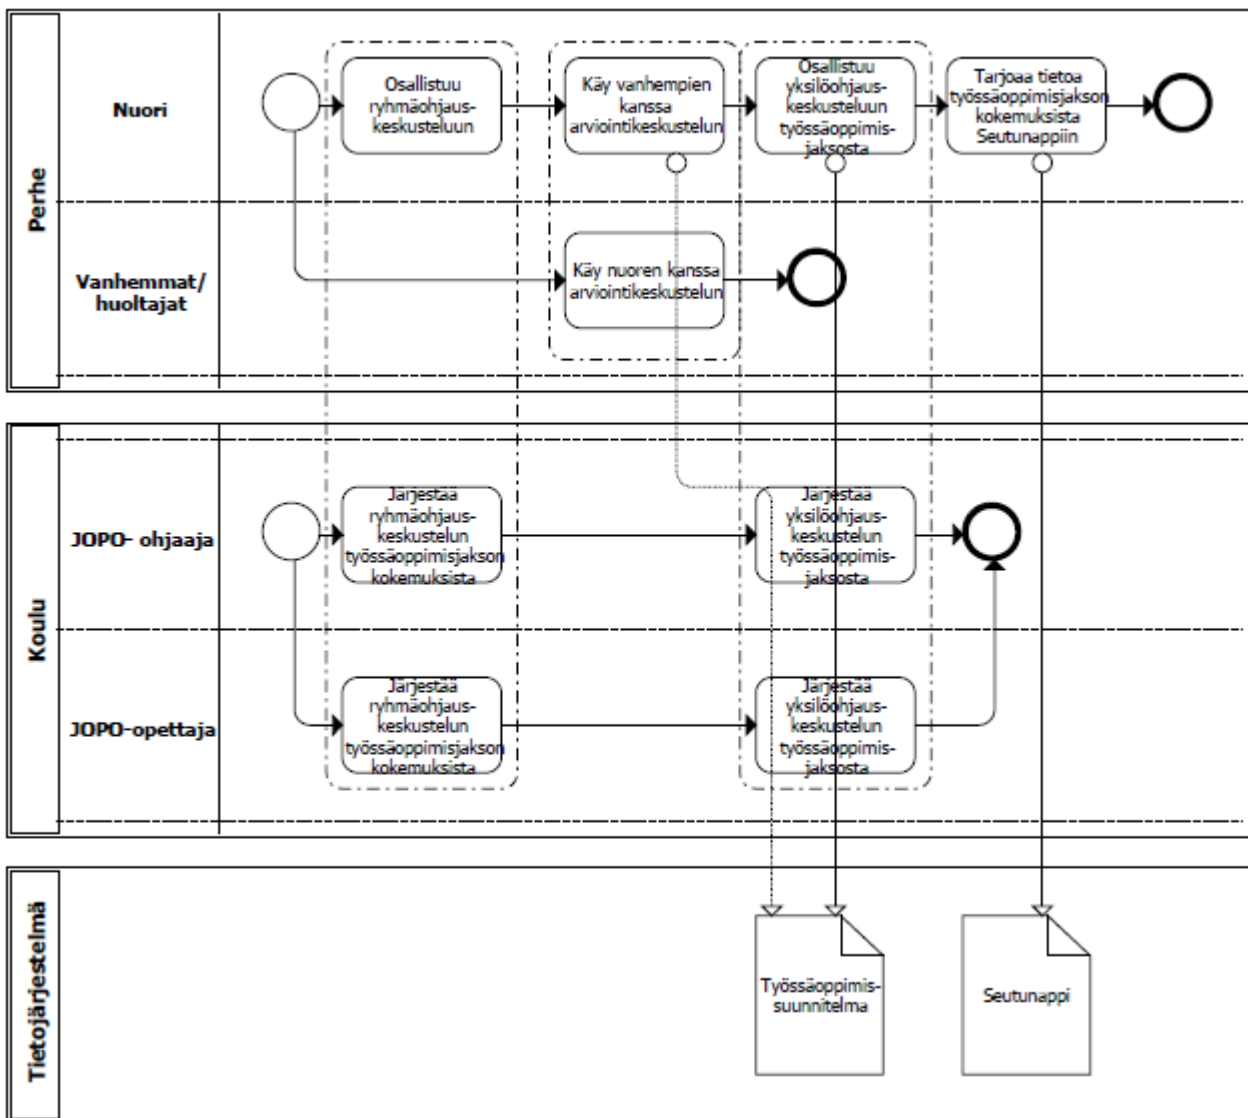 Perhe
Nuori
Osallistuu
ryhmäohjaus-
keskusteluun
Käy vanhempien
kanssa
arviointikeskustelun
Osallistuu
yksilöohjaus-
keskusteluun
työssäoppimis-
jaksosta
Tarjoaa tietoa
työssäoppimisjakson
kokemuksista
Seutunappiin
Vanhemmat/
huoltajat
Käy nuoren kanssa
arviointikeskustelun
Koulu
JOPO- ohjaaja
Järjestää
ryhmäohjaus-
keskustelun
työssäoppimisjakson
kokemuksista
Järjestää
yksilöohjaus-
keskustelun
työssäoppimis-
jaksosta
JOPO-opettaja
Järjestää
ryhmäohjaus-
keskustelun
työssäoppimisjakson
kokemuksista
Järjestää
yksilöohjaus-
keskustelun
työssäoppimis-
jaksosta
Tietojärjestelmä
Työssäoppimis-
suunnitelma
Seutunappi